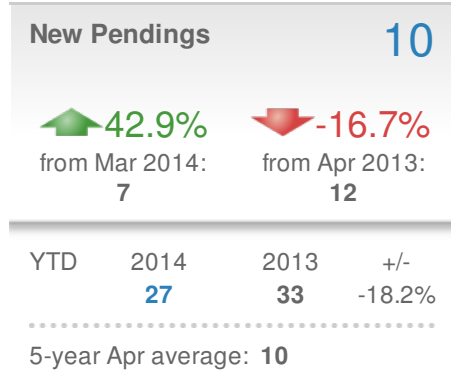 New Pendings 10
42.9% -16.7%
from Mar 2014: from Apr 2013:
7 12
YTD 2014 2013 +/-
27 33 -18.2%
5-year Apr average: 10